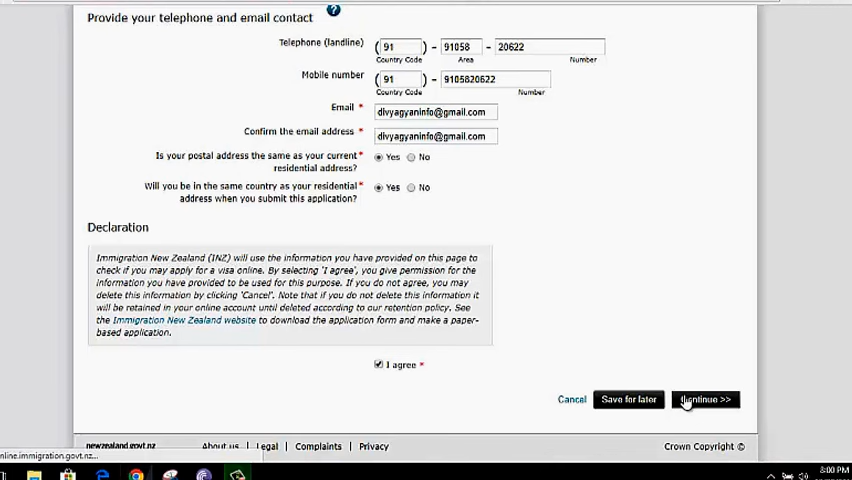 Provide your telephone and email contact ?
Telephone (landline) ( 91 ) - 91058 - 20622
Country Code Area Number
Mobile number ( 91 ) - 9105820622
Country Code Number
Email * divyagyaninfo@gmail.com
Confirm the email address * divyagyaninfo@gmail.com
Is your postal address the same as your current * Yes No
residential address?
Will you be in the same country as your residential * Yes No
address when you submit this application?
Declaration
Immigration New Zealand (INZ) will use the information you have provided on this page to
check if you may apply for a visa online. By selecting 'I agree', you give permission for the
information you have provided to be used for this purpose. If you do not agree, you may
delete this information by clicking 'Cancel'. Note that if you do not delete this information it
will be retained in your online account until deleted according to our retention policy. See
the Immigration New Zealand website to download the application form and make a paper-
based application.
I agree *
Cancel Save for later Continue >>
newzealand.govt.nz About us Legal Complaints Privacy Crown Copyright ©
nline.immigration.govt.nz...
8:00 PM